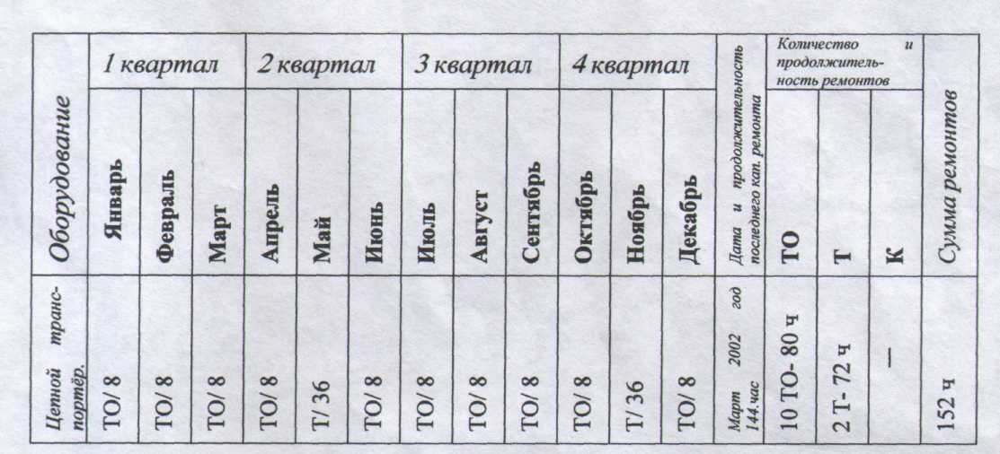 Оборудование
1 квартал
2 квартал
3 квартал
4 квартал
Дата и продолжительность
последнего кап. ремонта
Количество и
продолжитель-
ность ремонтов
Сумма ремонтов
Январь
Февраль
Март
Апрель
Май
Июнь
Июль
Август
Сентябрь
Октябрь
Ноябрь
Декабрь
ТО
Т
К
Цепной транс-
портёр.
ТО/ 8
ТО/ 8
ТО/ 8
ТО/ 8
Т/ 36
ТО/ 8
ТО/ 8
ТО/ 8
ТО/ 8
ТО/ 8
Т/ 36
ТО/ 8
Март 2002 год
144.час
10 ТО- 80 ч
2 Т- 72 ч
—
152 ч